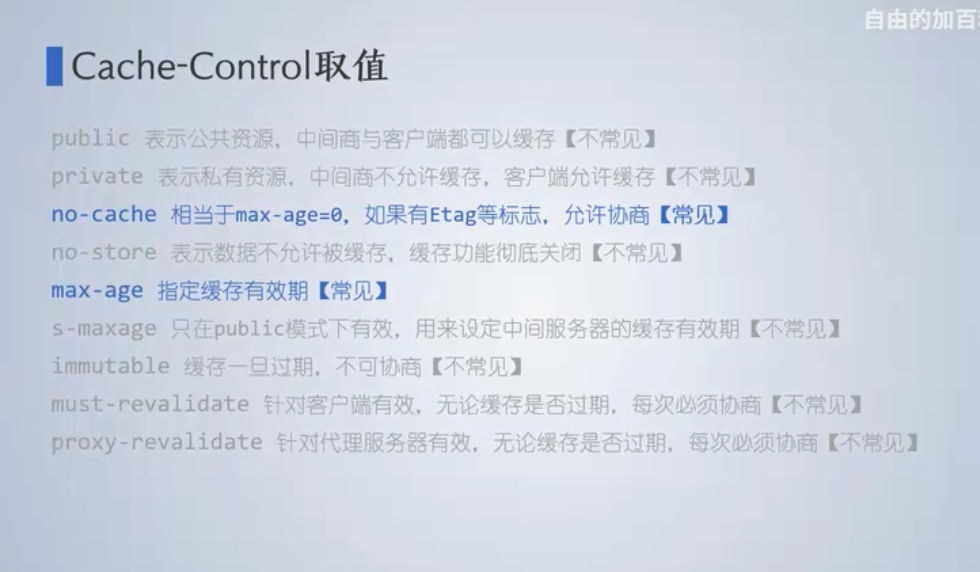 自由的加百
Cache-Control取值
public 表示公共资源，中间商与客户端都可以缓存【不常见】
private 表示私有资源，中间商不允许缓存，客户端允许缓存【不常见】
no-cache 相当于max-age=0，如果有Etag等标志，允许协商【常见】
no-store 表示数据不允许被缓存，缓存功能彻底关闭【不常见】
max-age 指定缓存有效期【常见】
s-maxage 只在public模式下有效，用来设定中间服务器的缓存有效期【不常见】
immutable 缓存一旦过期，不可协商【不常见】
must-revalidate 针对客户端有效，无论缓存是否过期，每次必须协商【不常见】
proxy-revalidate 针对代理服务器有效，无论缓存是否过期，每次必须协商【不常见】